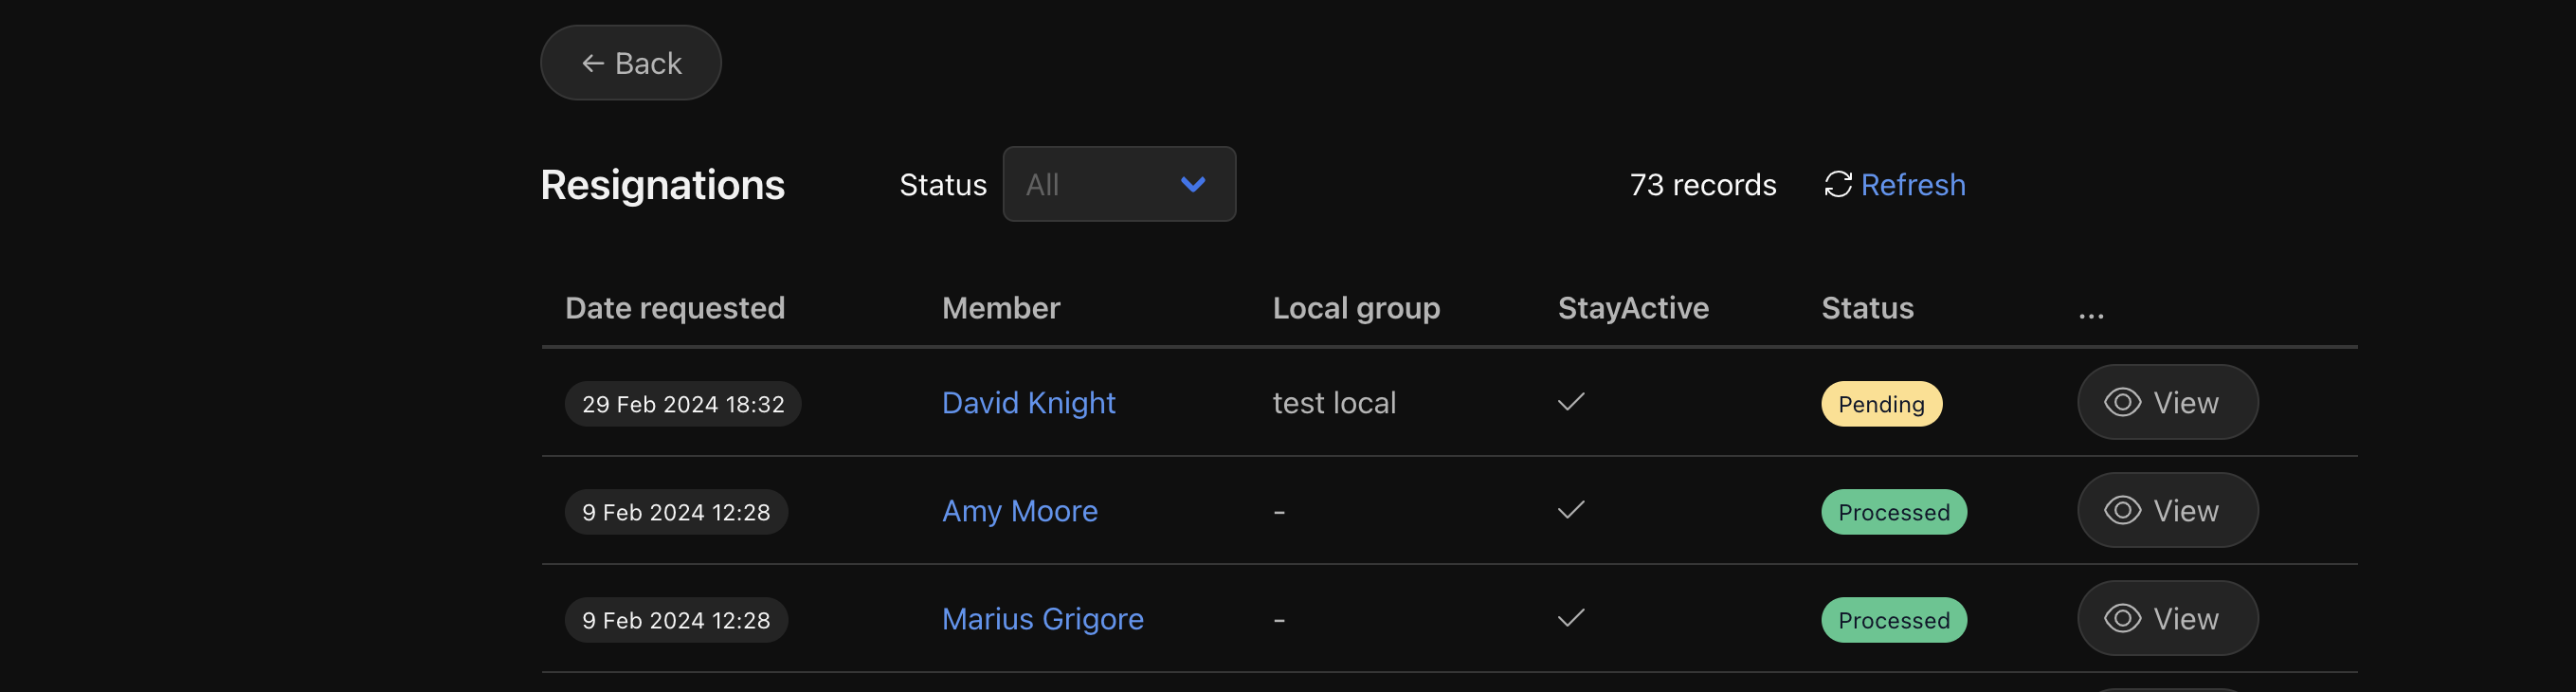 ← Back
Resignations Status All 73 records Refresh
Date requested Member Local group StayActive Status ...
29 Feb 2024 18:32 David Knight test local Pending View
9 Feb 2024 12:28 Amy Moore - Processed View
9 Feb 2024 12:28 Marius Grigore - Processed View